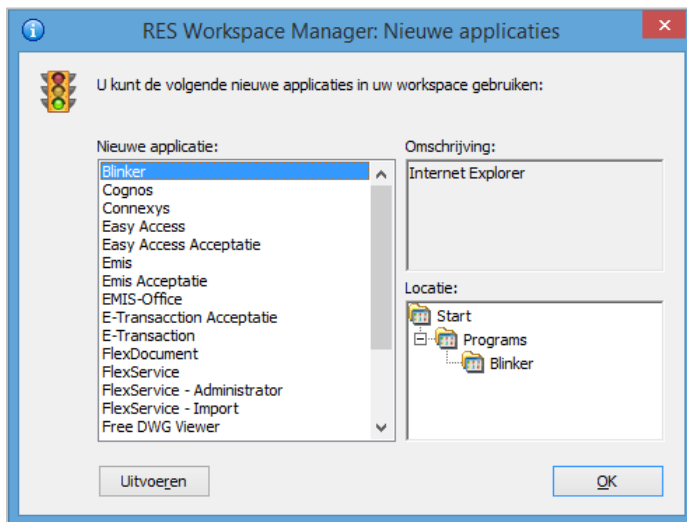 RES Workspace Manager: Nieuwe applicaties
U kunt de volgende nieuwe applicaties in uw workspace gebruiken:
Nieuwe applicatie:
Blinker
Cognos
Connexys
Easy Access
Easy Access Acceptatie
Emis
Emis Acceptatie
EMIS-Office
E-Transacction Acceptatie
E-Transaction
FlexDocument
FlexService
FlexService - Administrator
FlexService - Import
Free DWG Viewer
Omschrijving:
Internet Explorer
Locatie:
Start
Programs
Blinker
Uitvoeren
OK